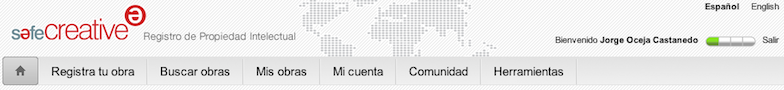 Español English
safecreative
Registro de Propiedad Intelectual
Bienvenido Jorge Oceja Castanedo Salir
Registra tu obra Buscar obras Mis obras Mi cuenta Comunidad Herramientas